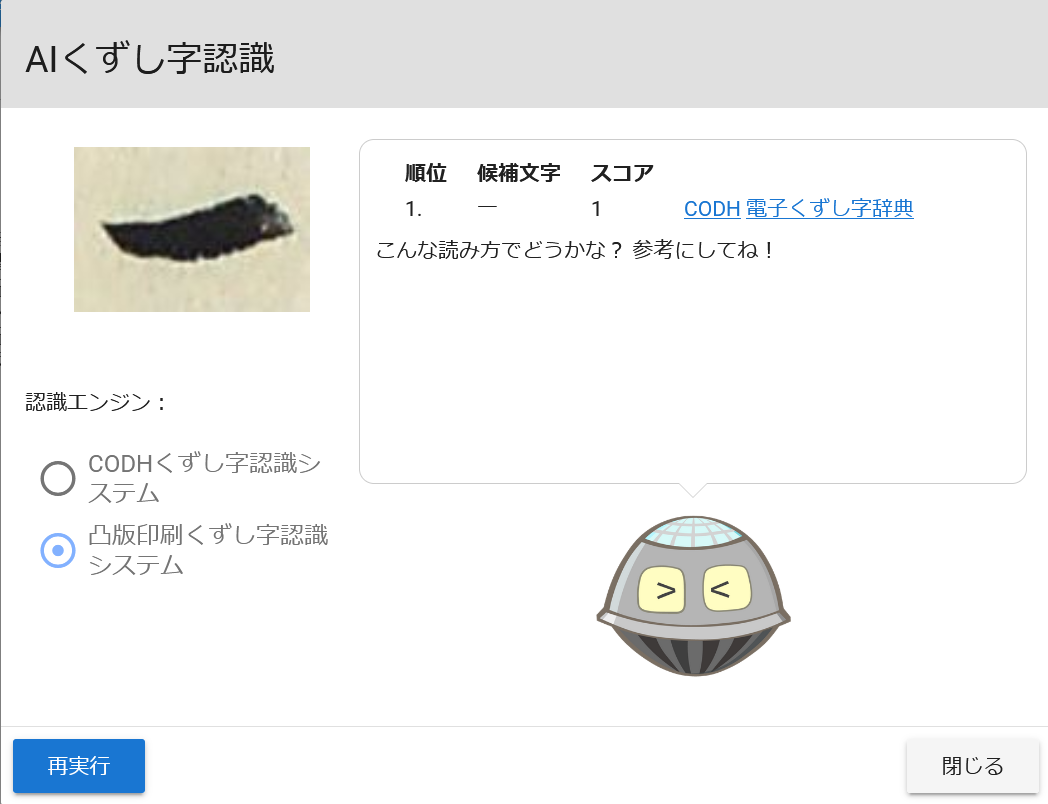 AIくずし字認識
一
順位 候補文字 スコア
1. 一 1 CODH 電子くずし字辞典
こんな読み方でどうかな？ 参考にしてね！
認識エンジン：
CODHくずし字認識シ
ステム
凸版印刷くずし字認識
システム
> <
再実行
閉じる